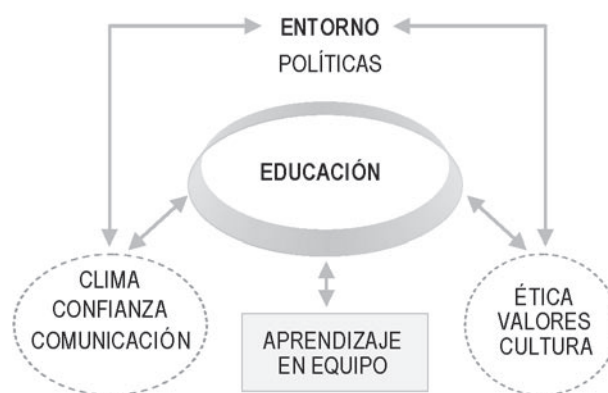 ENTORNO
POLÍTICAS
EDUCACIÓN
CLIMA
CONFIANZA
COMUNICACIÓN
APRENDIZAJE
EN EQUIPO
ÉTICA
VALORES
CULTURA